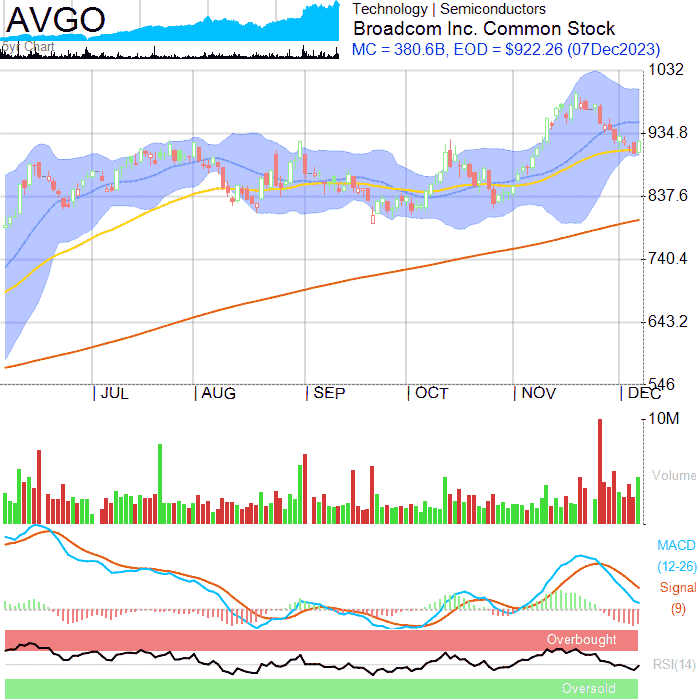 AVGO
5yr Chart
Technology | Semiconductors
Broadcom Inc. Common Stock
MC = 380.6B, EOD = $922.26 (07Dec2023)
1032
934.8
837.6
740.4
643.2
546
JUL AUG SEP OCT NOV DEC
10M
Volume
MACD
(12-26)
Signal
(9)
Overbought
RSI(14)
Oversold